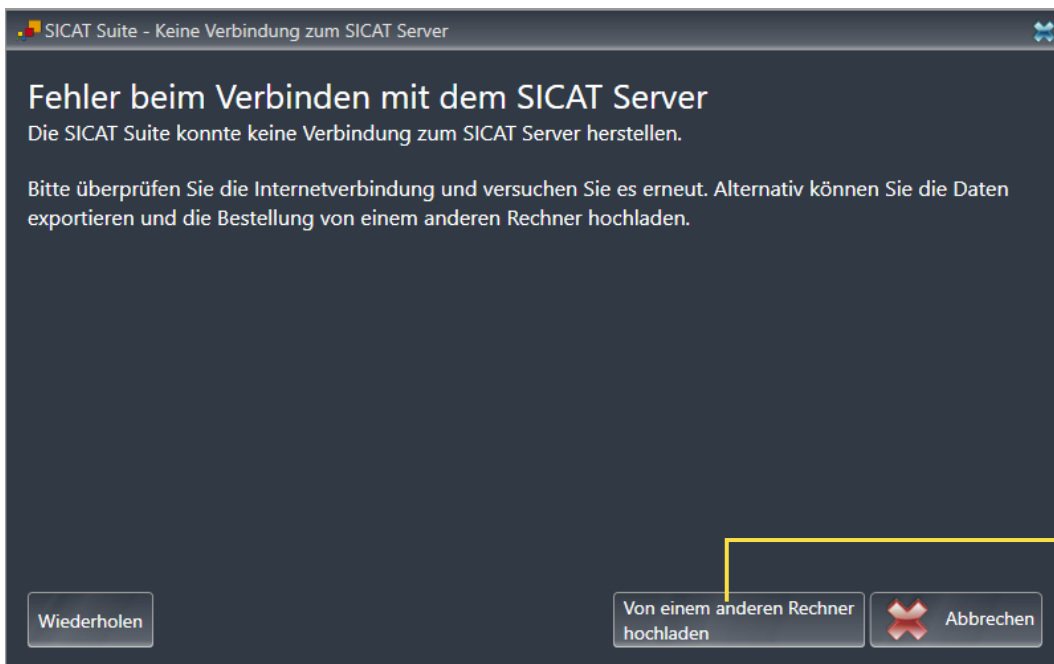 SICAT Suite - Keine Verbindung zum SICAT Server
Fehler beim Verbinden mit dem SICAT Server
Die SICAT Suite konnte keine Verbindung zum SICAT Server herstellen.
Bitte überprüfen Sie die Internetverbindung und versuchen Sie es erneut. Alternativ können Sie die Daten
exportieren und die Bestellung von einem anderen Rechner hochladen.
Wiederholen
Von einem anderen Rechner
hochladen
Abbrechen